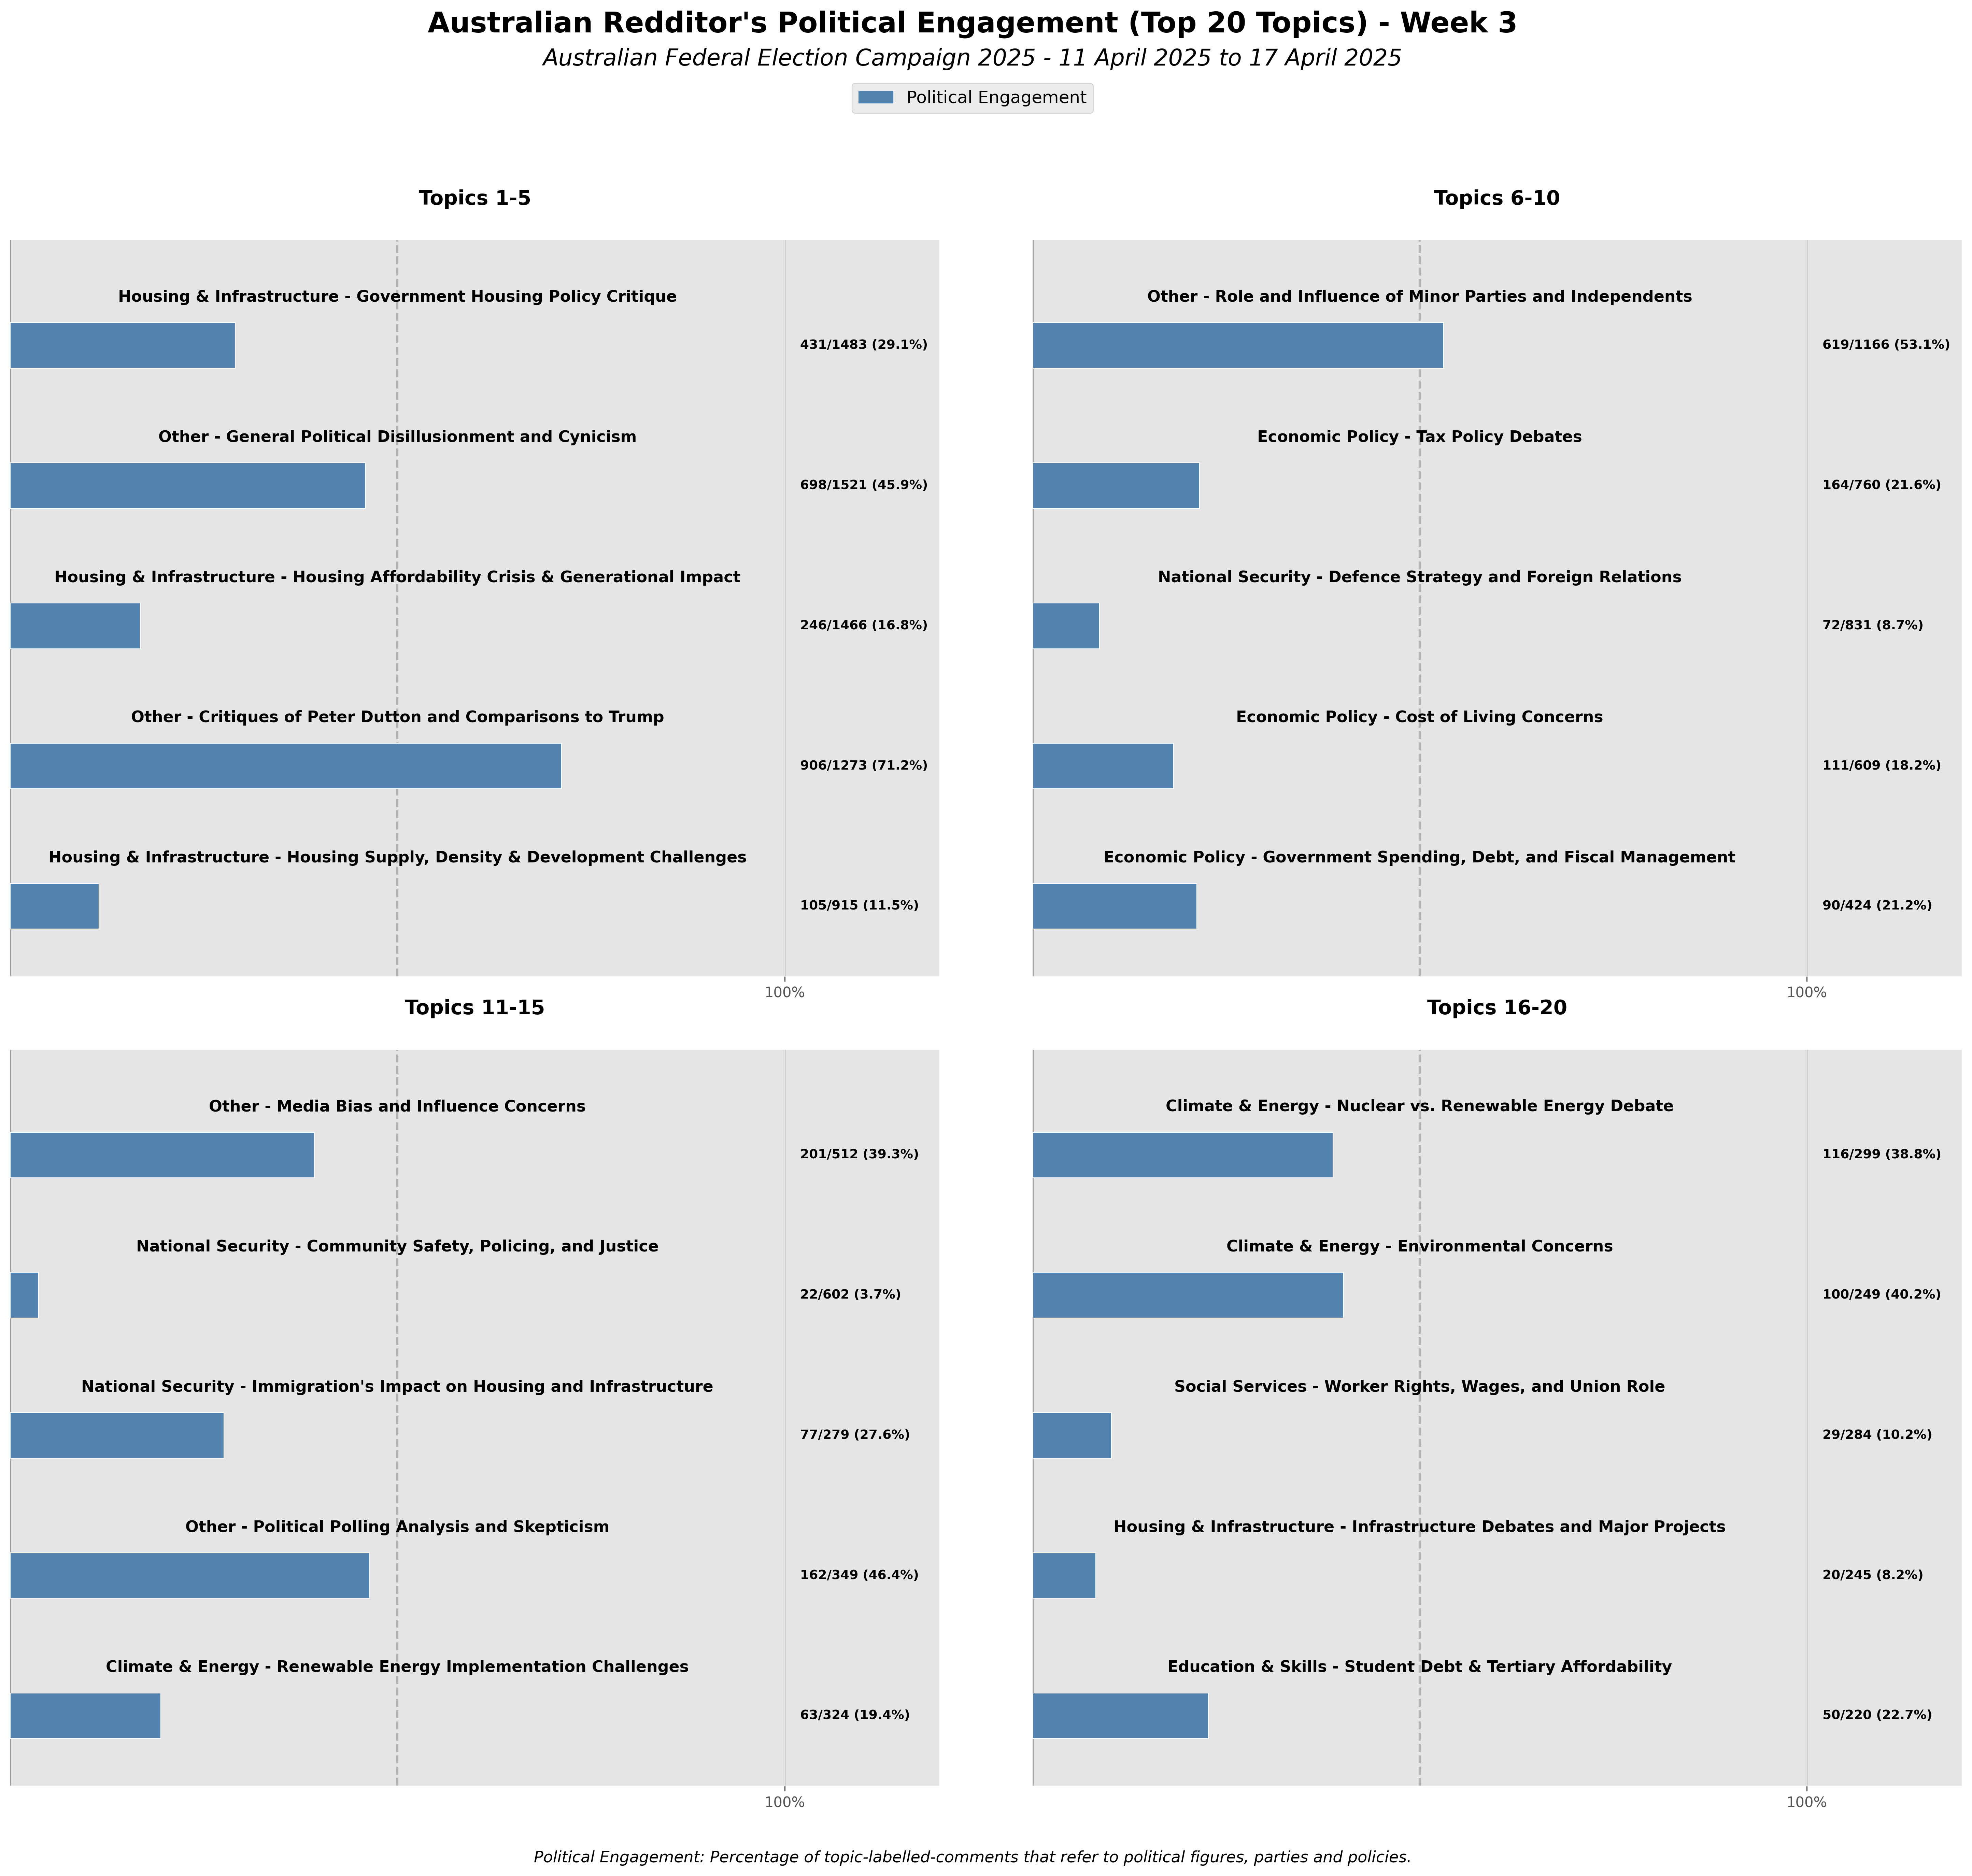 Australian Redditor's Political Engagement (Top 20 Topics) - Week 3
Australian Federal Election Campaign 2025 - 11 April 2025 to 17 April 2025
Political Engagement
Topics 1-5
Housing & Infrastructure - Government Housing Policy Critique
431/1483 (29.1%)
Other - General Political Disillusionment and Cynicism
698/1521 (45.9%)
Housing & Infrastructure - Housing Affordability Crisis & Generational Impact
246/1466 (16.8%)
Other - Critiques of Peter Dutton and Comparisons to Trump
906/1273 (71.2%)
Housing & Infrastructure - Housing Supply, Density & Development Challenges
105/915 (11.5%)
100%
Topics 6-10
Other - Role and Influence of Minor Parties and Independents
619/1166 (53.1%)
Economic Policy - Tax Policy Debates
164/760 (21.6%)
National Security - Defence Strategy and Foreign Relations
72/831 (8.7%)
Economic Policy - Cost of Living Concerns
111/609 (18.2%)
Economic Policy - Government Spending, Debt, and Fiscal Management
90/424 (21.2%)
100%
Topics 11-15
Other - Media Bias and Influence Concerns
201/512 (39.3%)
National Security - Community Safety, Policing, and Justice
22/602 (3.7%)
National Security - Immigration's Impact on Housing and Infrastructure
77/279 (27.6%)
Other - Political Polling Analysis and Skepticism
162/349 (46.4%)
Climate & Energy - Renewable Energy Implementation Challenges
63/324 (19.4%)
100%
Topics 16-20
Climate & Energy - Nuclear vs. Renewable Energy Debate
116/299 (38.8%)
Climate & Energy - Environmental Concerns
100/249 (40.2%)
Social Services - Worker Rights, Wages, and Union Role
29/284 (10.2%)
Housing & Infrastructure - Infrastructure Debates and Major Projects
20/245 (8.2%)
Education & Skills - Student Debt & Tertiary Affordability
50/220 (22.7%)
100%
Political Engagement: Percentage of topic-labelled-comments that refer to political figures, parties and policies.